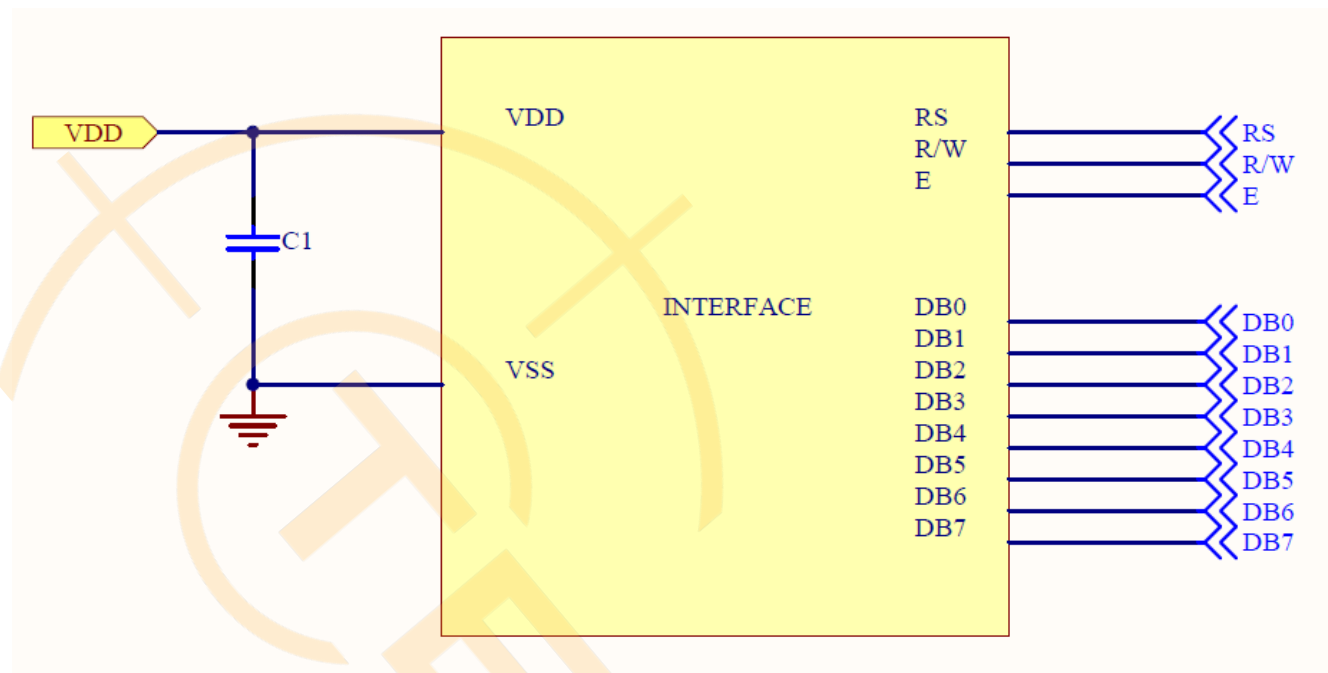 VDD
C1
VDD
VSS
INTERFACE
RS
R/W
E
DB0
DB1
DB2
DB3
DB4
DB5
DB6
DB7
RS
R/W
E
DB0
DB1
DB2
DB3
DB4
DB5
DB6
DB7